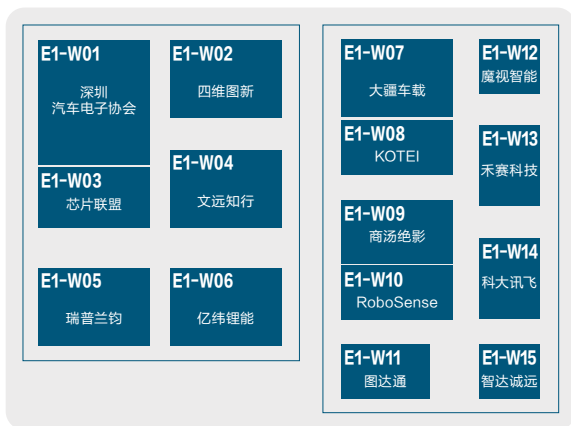 E1-W01
深圳
汽车电子协会
E1-W02
四维图新
E1-W03
芯片联盟
E1-W04
文远知行
E1-W05
瑞普兰钧
E1-W06
亿纬锂能
E1-W07
大疆车载
E1-W08
KOTEI
E1-W09
商汤绝影
E1-W10
RoboSense
E1-W11
图达通
E1-W12
魔视智能
E1-W13
禾赛科技
E1-W14
科大讯飞
E1-W15
智达诚远